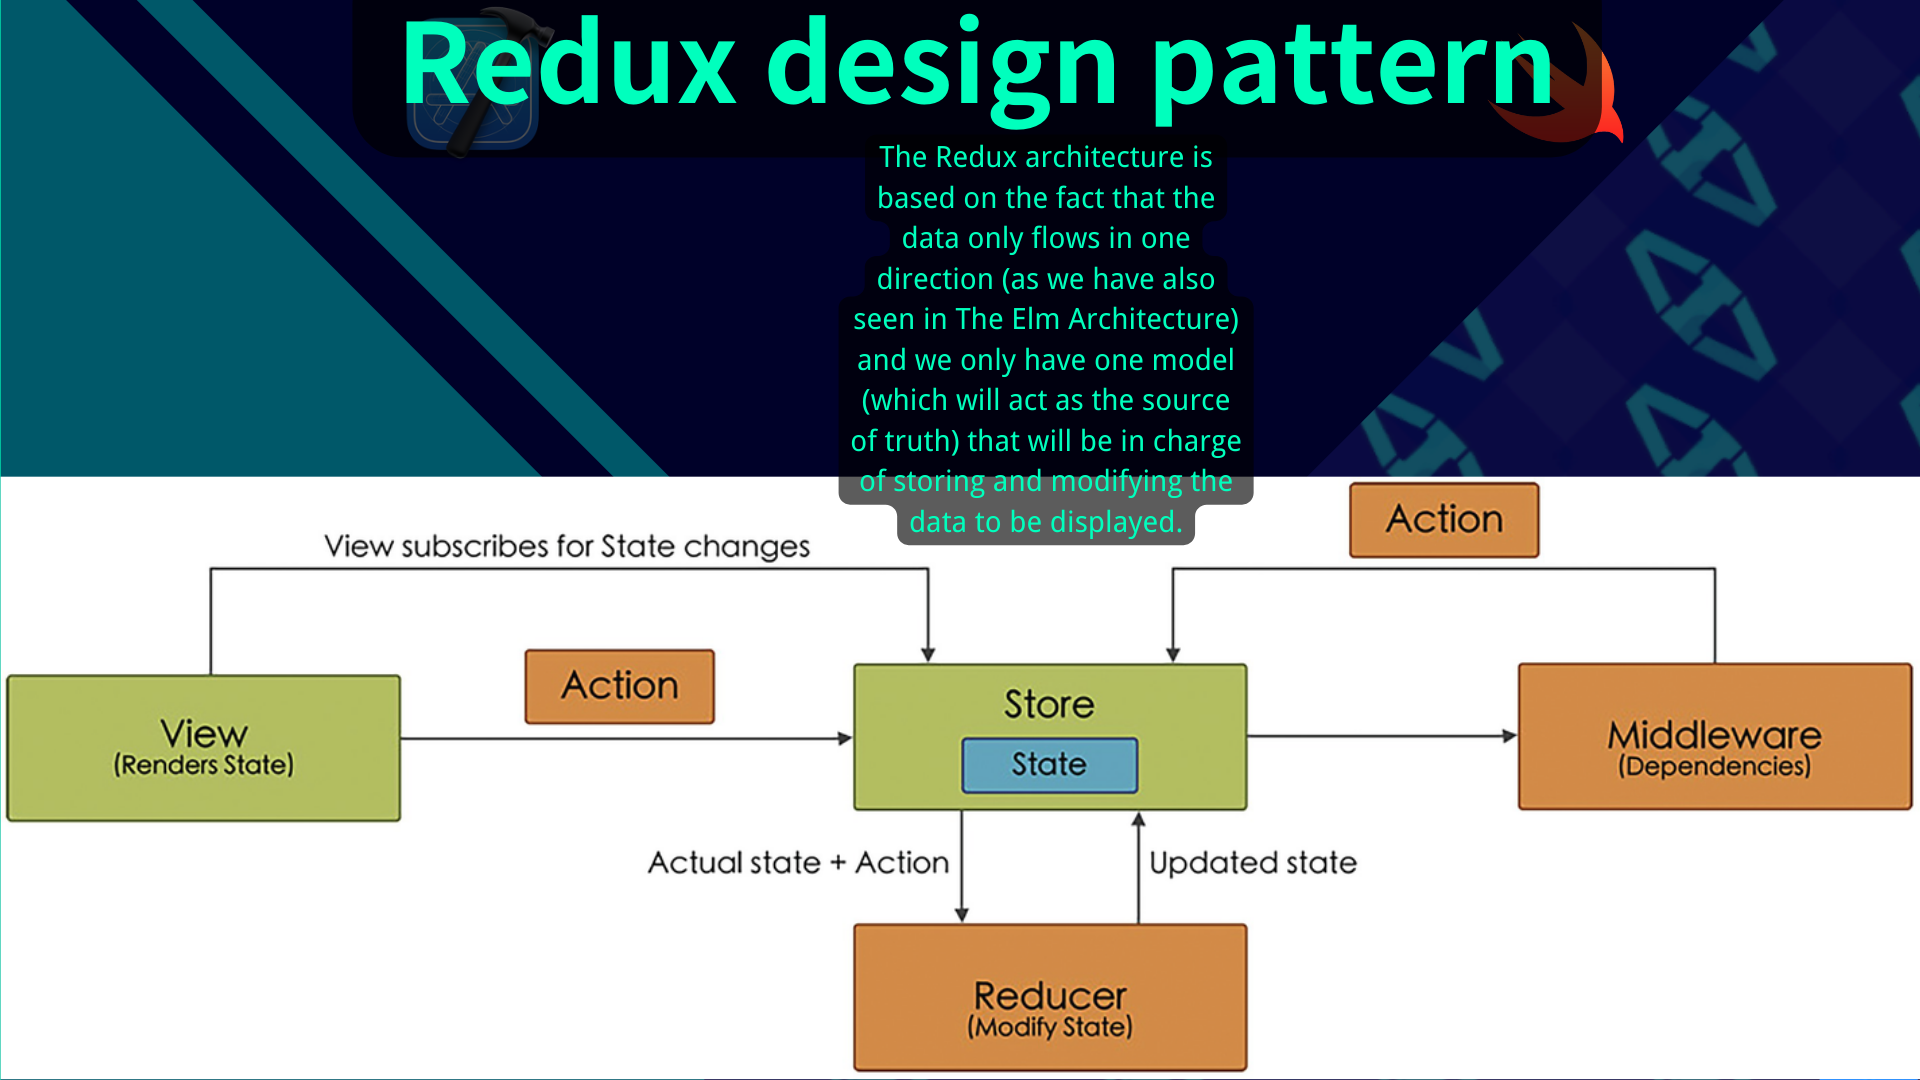 Redux design pattern
The Redux architecture is
based on the fact that the
data only flows in one
direction (as we have also
seen in The Elm Architecture)
and we only have one model
(which will act as the source
of truth) that will be in charge
of storing and modifying the
data to be displayed.
Action
View subscribes for State changes
Action
View
(Renders State)
Store
State
Middleware
(Dependencies)
Actual state + Action
Updated state
Reducer
(Modify State)